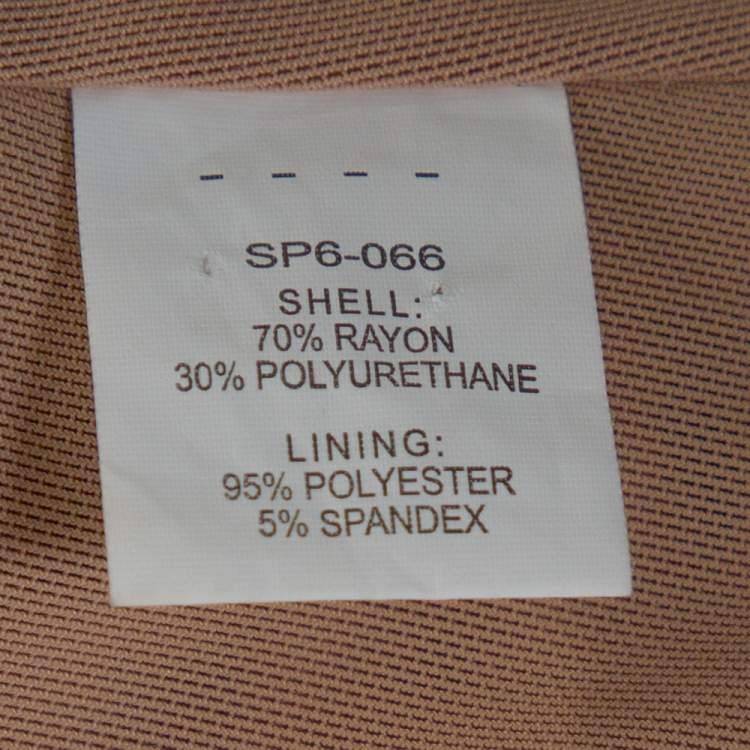 - - - -
SP6-066
SHELL:
70% RAYON
30% POLYURETHANE
LINING:
95% POLYESTER
5% SPANDEX